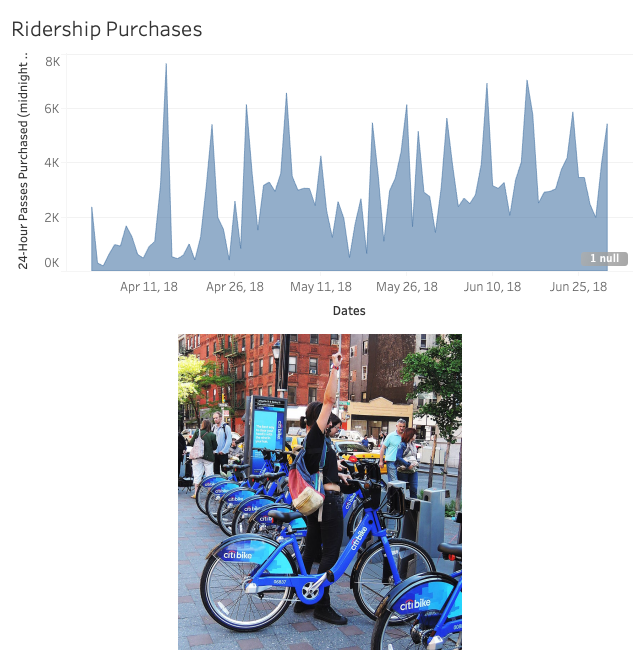 Ridership Purchases
24-Hour Passes Purchased (midnight ..
8K
6K
4K
2K
0K
1 null
Apr 11, 18
Apr 26, 18
May 11, 18
May 26, 18
Jun 10, 18
Jun 25, 18
Dates
citibike
citibike
citibike